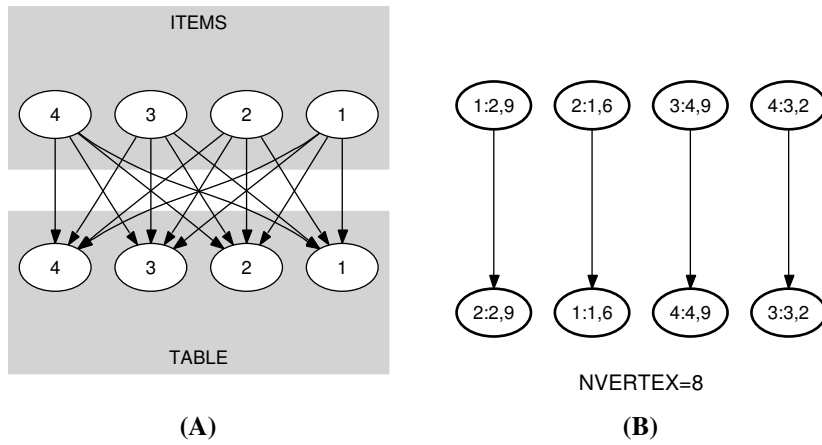 ITEMS
4 3 2 1
4 3 2 1
TABLE
(A)
1:2,9 2:1,6 3:4,9 4:3,2
2:2,9 1:1,6 4:4,9 3:3,2
NVERTEX=8
(B)